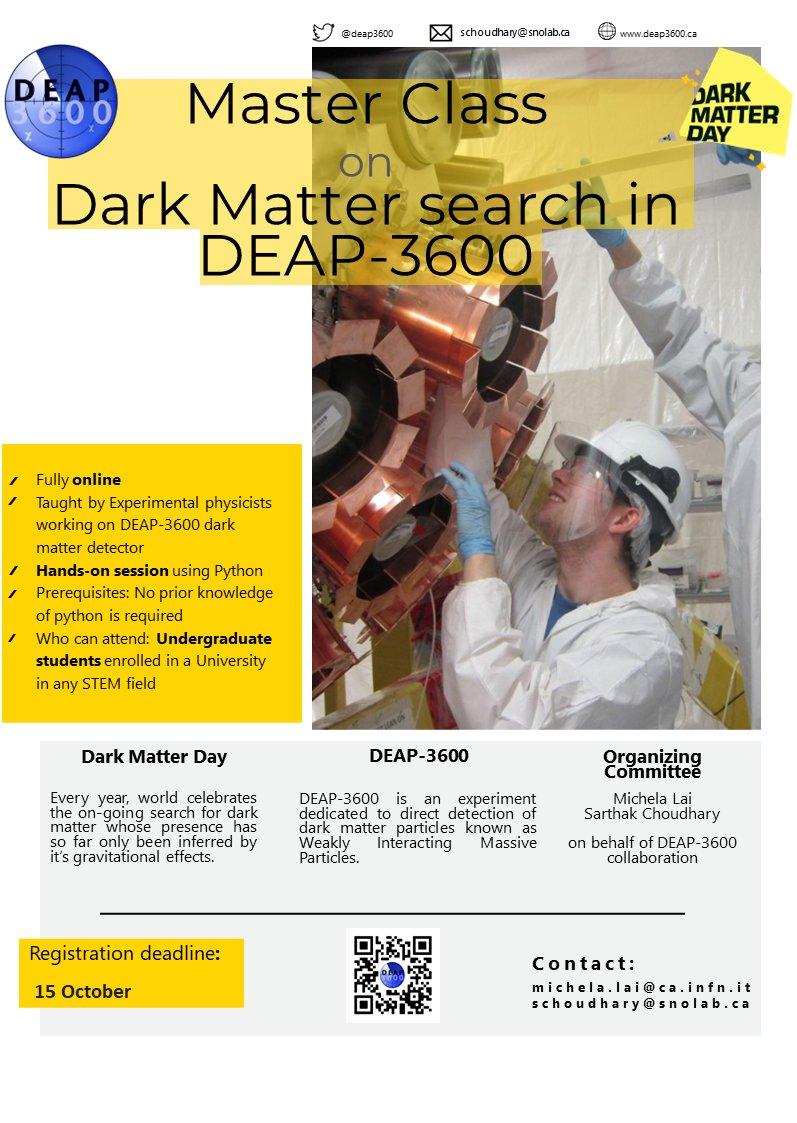 @deap3600
schoudhary@snolab.ca
www.deap3600.ca
DEAP
3600
DARK
MATTER
DAY
Master Class
on
Dark Matter search in
DEAP-3600
Fully online
Taught by Experimental physicists
working on DEAP-3600 dark
matter detector
Hands-on session using Python
Prerequisites: No prior knowledge
of python is required
Who can attend: Undergraduate
students enrolled in a University
in any STEM field
Dark Matter Day
Every year, world celebrates
the on-going search for dark
matter whose presence has
so far only been inferred by
it's gravitational effects.
DEAP-3600
DEAP-3600 is an experiment
dedicated to direct detection of
dark matter particles known as
Weakly Interacting Massive
Particles.
Organizing
Committee
Michela Lai
Sarthak Choudhary
on behalf of DEAP-3600
collaboration
Registration deadline:
15 October
DEAP
3600
Contact:
michela.lai@ca.infn.it
schoudhary@snolab.ca